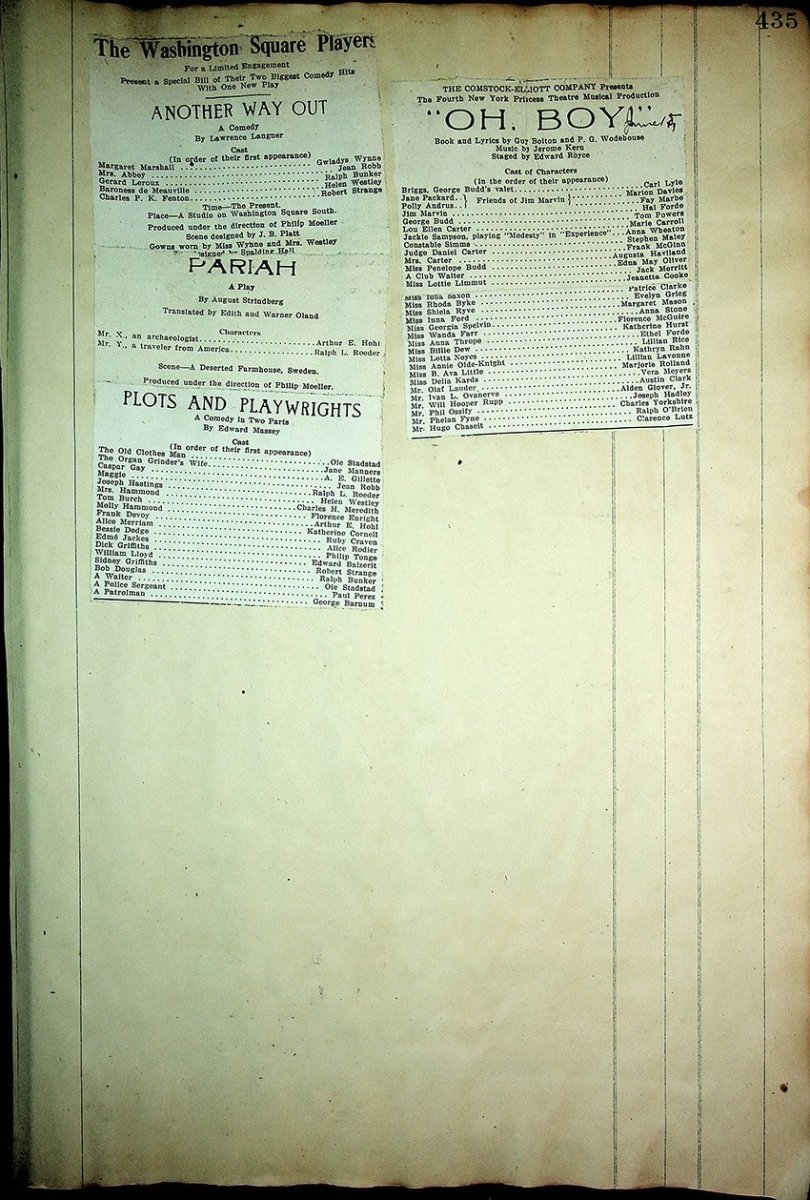 435
The Washington Square Players
For a Limited Engagement
Present a Special Bill of Their Two Biggest Comedy Hits
With One New Play
ANOTHER WAY OUT
A Comedy
By Lawrence Langner
Cast
(In order of their first appearance)
Margaret Marshall Gwladys Wynne
Mrs. Abbey Jean Robb
Gerard Leroux Ralph Bunker
Baroness de Meauville Helen Westley
Charles P. K. Fenton Robert Strange
Time—The Present.
Place—A Studio on Washington Square South.
Produced under the direction of Philip Moeller
Scene designed by J. B. Platt
Gowns worn by Miss Wynne and Mrs. Westley
Spalding Hall
PARIAH
A Play
By August Strindberg
Translated by Edith and Warner Oland
Characters
Mr. X., an archaeologist Arthur E. Hohl
Mr. Y., a traveler from America Ralph L. Roeder
Scene—A Deserted Farmhouse, Sweden.
Produced under the direction of Philip Moeller.
PLOTS AND PLAYWRIGHTS
A Comedy in Two Parts
By Edward Massey
Cast
(In order of their first appearance)
The Old Clothes Man Ole Stadstad
The Organ Grinder's Wife Jane Manners
Caspar Gay A. E. Gillette
Maggie Jean Robb
Joseph Hastings Ralph L. Roeder
Mrs. Hammond Helen Westley
Tom Burch Charles H. Meredith
Molly Hammond Florence Enright
Frank Devoy Arthur E. Hohl
Alice Merriam Katherine Cornell
Bessie Dodge Ruby Craven
Edmé Jackes Alice Rodier
Dick Griffiths Philip Tonge
William Lloyd Edward Balzerit
Sidney Griffiths Robert Strange
Bob Douglas Ralph Bunker
A Waiter Ole Stadstad
A Police Sergeant Paul Perez
A Patrolman George Barnum
THE COMSTOCK-ELLIOTT COMPANY Presents
The Fourth New York Princess Theatre Musical Production
"OH, BOY"
Book and Lyrics by Guy Bolton and P. G. Wodehouse
Music by Jerome Kern
Staged by Edward Royce
Cast of Characters
(In the order of their appearance)
Briggs, George Budd's valet Carl Lyle
Jane Packard Marion Davies
Friends of Jim Marvin
Polly Andrus Fay Marbe
Jim Marvin Hal Forde
George Budd Tom Powers
Lou Ellen Carter Marie Carroll
Jackie Sampson, playing "Modesty" in "Experience" Anna Wheaton
Constable Simms Stephen Maley
Judge Daniel Carter Frank McGinn
Mrs. Carter Augusta Haviland
Miss Penelope Budd Edna May Oliver
A Club Waiter Jack Merritt
Miss Lottie Limmut Jeanette Cooke
Miss Iona Saxon Patrice Clarke
Miss Rhoda Byke Evelyn Grieg
Miss Shiela Ryve Margaret Mason
Miss Inna Ford Anna Stone
Miss Georgia Spelvin Florence McGuire
Miss Wanda Farr Katherine Hurst
Miss Anna Thrope Ethel Forde
Miss Billie Dew Lillian Rice
Miss Lotta Noyes Kathryn Rahn
Miss Annie Olde-Knight Lillian Lavonne
Miss B. Ava Little Marjorie Rolland
Miss Delia Kards Vera Meyers
Mr. Olaf Lauder Austin Clark
Mr. Ivan L. Ovanerve Alden Glover, Jr.
Mr. Will Hooper Rupp Joseph Hadley
Mr. Phil Ossify Charles Yorkshire
Mr. Phelan Fyne Ralph O'Brien
Mr. Hugo Chaseit Clarence Lutz